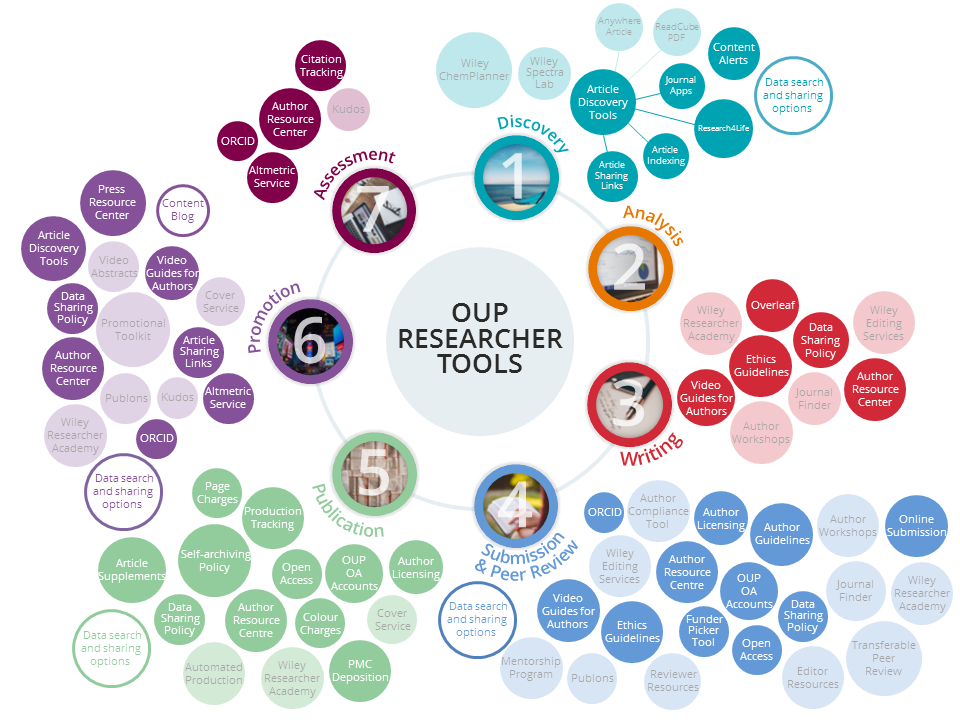 OUP
RESEARCHER
TOOLS
1
Discovery
Wiley
ChemPlanner
Wiley
Spectra
Lab
Anywhere
Article
ReadCube
PDF
Content
Alerts
Article
Discovery
Tools
Journal
Apps
Data search
and sharing
options
Research4Life
Article
Indexing
Article
Sharing
Links
2
Analysis
3
Writing
Overleaf
Wiley
Researcher
Academy
Data
Sharing
Policy
Wiley
Editing
Services
Ethics
Guidelines
Video
Guides for
Authors
Journal
Finder
Author
Resource
Center
Author
Workshops
4
Submission
& Peer Review
ORCID
Author
Compliance
Tool
Author
Licensing
Author
Guidelines
Author
Workshops
Online
Submission
Wiley
Editing
Services
Author
Resource
Centre
OUP
OA
Accounts
Journal
Finder
Wiley
Researcher
Academy
Data search
and sharing
options
Video
Guides for
Authors
Ethics
Guidelines
Funder
Picker
Tool
Data
Sharing
Policy
Open
Access
Transferable
Peer
Review
Mentorship
Program
Publons
Reviewer
Resources
Editor
Resources
5
Publication
Page
Charges
Production
Tracking
Article
Supplements
Self-archiving
Policy
Open
Access
OUP
OA
Accounts
Author
Licensing
Data
Sharing
Policy
Author
Resource
Centre
Colour
Charges
Cover
Service
Data search
and sharing
options
Automated
Production
Wiley
Researcher
Academy
PMC
Deposition
6
Promotion
Press
Resource
Center
Content
Blog
Article
Discovery
Tools
Video
Abstracts
Video
Guides for
Authors
Data
Sharing
Policy
Cover
Service
Promotional
Toolkit
Article
Sharing
Links
Author
Resource
Center
Publons
Kudos
Altmetric
Service
Wiley
Researcher
Academy
ORCID
Data search
and sharing
options
7
Assessment
Citation
Tracking
Author
Resource
Center
Kudos
ORCID
Altmetric
Service